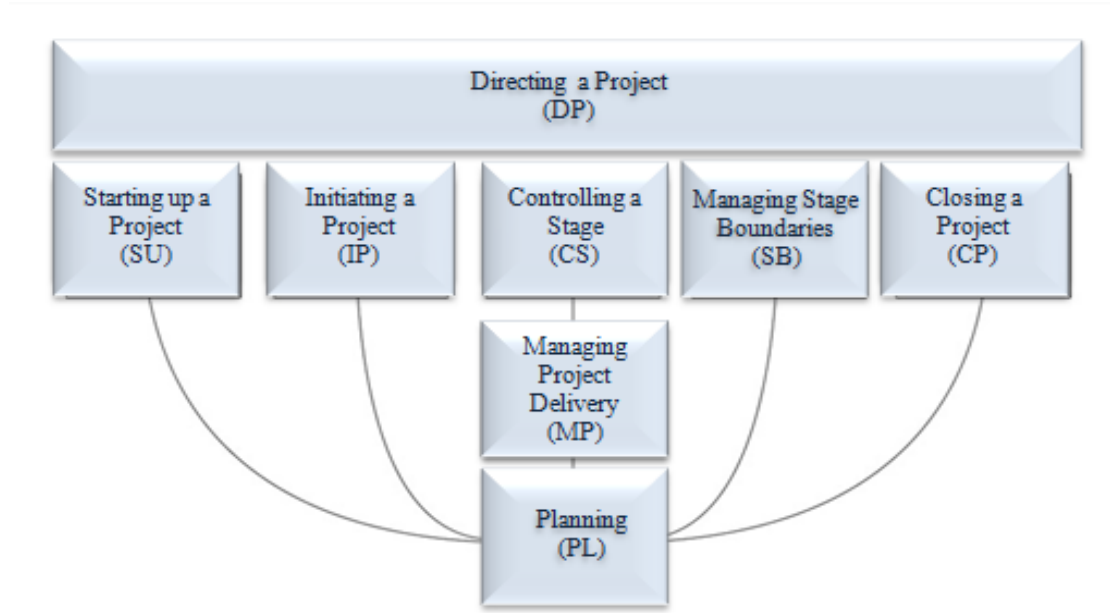 Directing a Project
(DP)
Starting up a
Project
(SU)
Initiating a
Project
(IP)
Controlling a
Stage
(CS)
Managing Stage
Boundaries
(SB)
Closing a
Project
(CP)
Managing
Project
Delivery
(MP)
Planning
(PL)